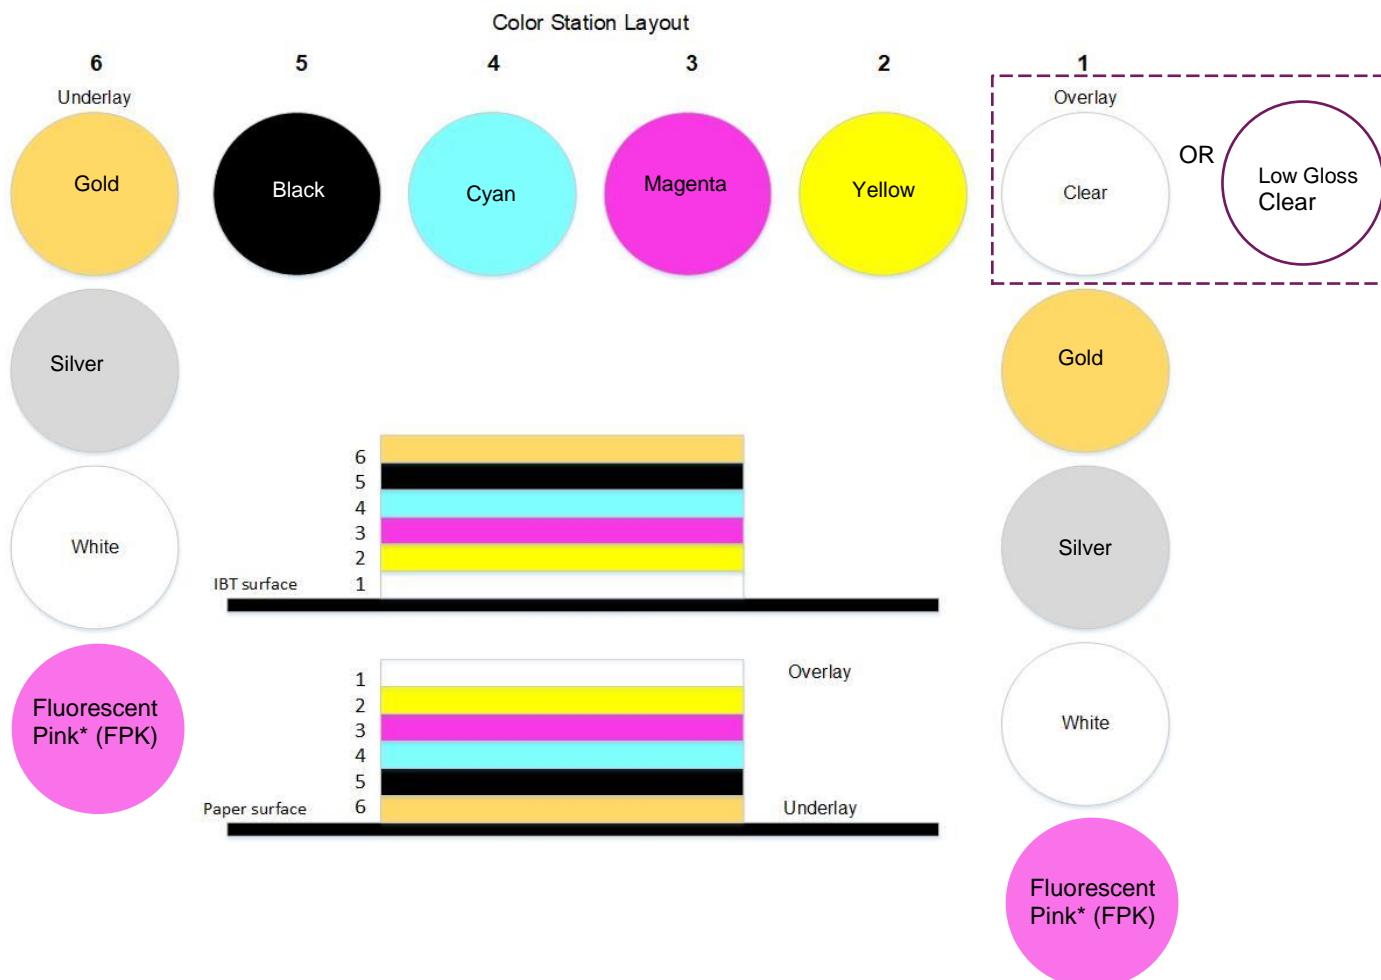 Color Station Layout
6 5 4 3 2 1
Underlay
Overlay
Gold
Black
Cyan
Magenta
Yellow
Clear
OR
Low Gloss
Clear
Silver
Gold
White
Silver
6
5
4
3
2
IBT surface 1
Fluorescent
Pink* (FPK)
White
1 Overlay
2
3
4
5
Paper surface 6 Underlay
Fluorescent
Pink* (FPK)